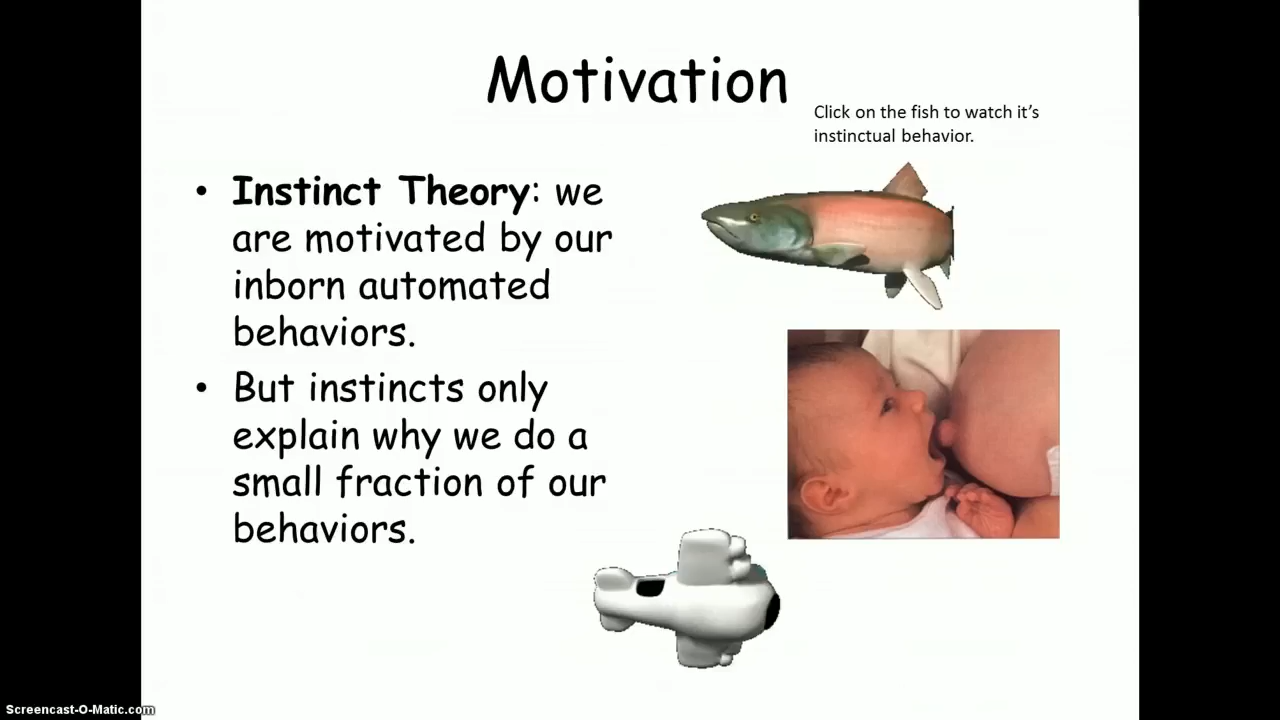 Motivation
Click on the fish to watch it’s
instinctual behavior.
• Instinct Theory: we
are motivated by our
inborn automated
behaviors.
• But instincts only
explain why we do a
small fraction of our
behaviors.
Screencast-O-Matic.com